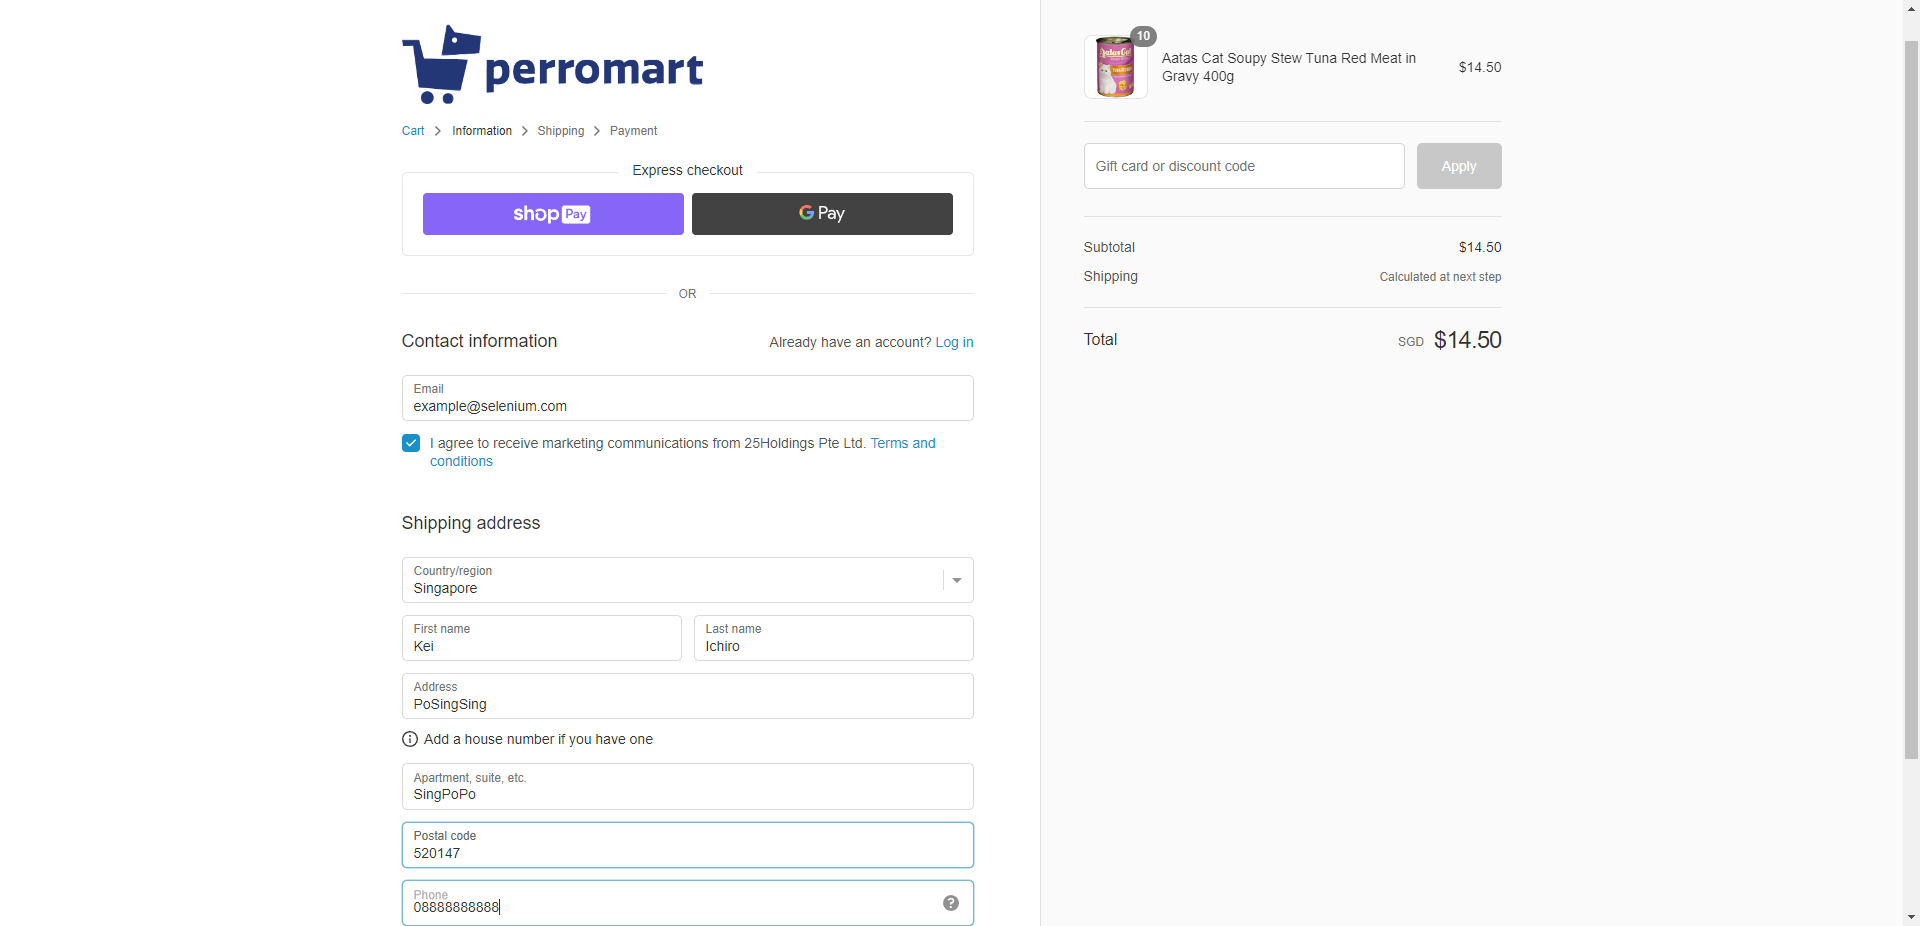 perromart
Cart > Information > Shipping > Payment
Express checkout
shop Pay
G Pay
OR
Contact information
Already have an account? Log in
Email
example@selenium.com
I agree to receive marketing communications from 25Holdings Pte Ltd. Terms and
conditions
Shipping address
Country/region
Singapore
First name
Kei
Last name
Ichiro
Address
PoSingSing
Add a house number if you have one
Apartment, suite, etc.
SingPoPo
Postal code
520147
Phone
08888888888
?
10
Aatas Cat Soupy Stew Tuna Red Meat in
Gravy 400g
$14.50
Gift card or discount code
Apply
Subtotal
$14.50
Shipping
Calculated at next step
Total
SGD $14.50